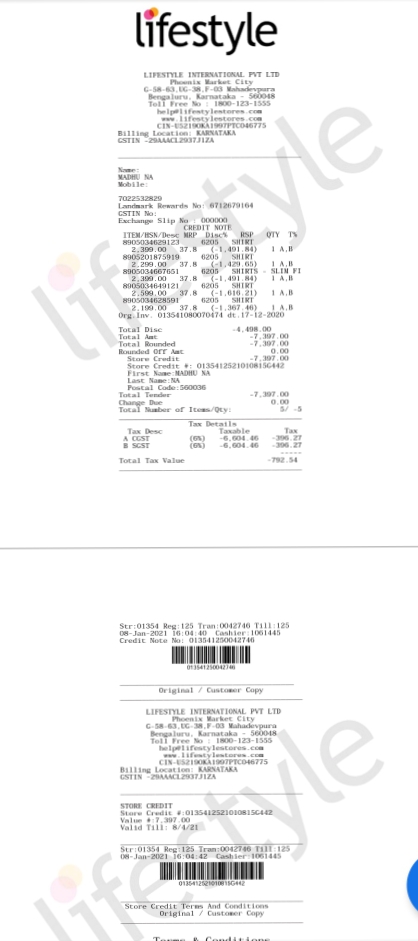 lifestyle
LIFESTYLE INTERNATIONAL PVT LTD
Phoenix Market City
G-58-63,UG-38,F-03 Mahadevpura
Bengaluru, Karnataka - 560048
Toll Free No : 1800-123-1555
help@lifestylestores.com
www.lifestylestores.com
CIN-U52190KA1997PTC046775
Billing Location: KARNATAKA
GSTIN -29AAACL2937J1ZA
Name:
MADHU NA
Mobile:
7022532829
Landmark Rewards No: 6712679164
GSTIN No:
Exchange Slip No : 000000
CREDIT NOTE
ITEM/HSN/Desc MRP Disc% RSP QTY T%
8905034629123 6205 SHIRT
2,399.00 37.8 (-1,491.84) 1 A,B
8905201875919 6205 SHIRT
2,299.00 37.8 (-1,429.65) 1 A,B
8905034667651 6205 SHIRTS - SLIM FI
2,399.00 37.8 (-1,491.84) 1 A,B
8905034649121 6205 SHIRT
2,599.00 37.8 (-1,616.21) 1 A,B
8905034628591 6205 SHIRT
2,199.00 37.8 (-1,367.46) 1 A,B
Org.Inv. 013541080070474 dt.17-12-2020
Total Disc -4,498.00
Total Amt -7,397.00
Total Rounded -7,397.00
Rounded Off Amt 0.00
Store Credit -7,397.00
Store Credit #: 0135412521010815G442
First Name:MADHU NA
Last Name:NA
Postal Code:560036
Total Tender -7,397.00
Change Due 0.00
Total Number of Items/Qty: 5/ -5
Tax Details
Tax Desc Taxable Tax
A CGST (6%) -6,604.46 -396.27
B SGST (6%) -6,604.46 -396.27
-----
Total Tax Value -792.54
Str:01354 Reg:125 Tran:0042746 Till:125
08-Jan-2021 16:04:40 Cashier:1061445
Credit Note No: 013541250042746
013541250042746
Original / Customer Copy
LIFESTYLE INTERNATIONAL PVT LTD
Phoenix Market City
G-58-63,UG-38,F-03 Mahadevpura
Bengaluru, Karnataka - 560048
Toll Free No : 1800-123-1555
help@lifestylestores.com
www.lifestylestores.com
CIN-U52190KA1997PTC046775
Billing Location: KARNATAKA
GSTIN -29AAACL2937J1ZA
STORE CREDIT
Store Credit #:0135412521010815G442
Value #:7,397.00
Valid Till: 8/4/21
Str:01354 Reg:125 Tran:0042746 Till:125
08-Jan-2021 16:04:42 Cashier:1061445
0135412521010815G442
Store Credit Terms And Conditions
Original / Customer Copy
Terms & Conditions